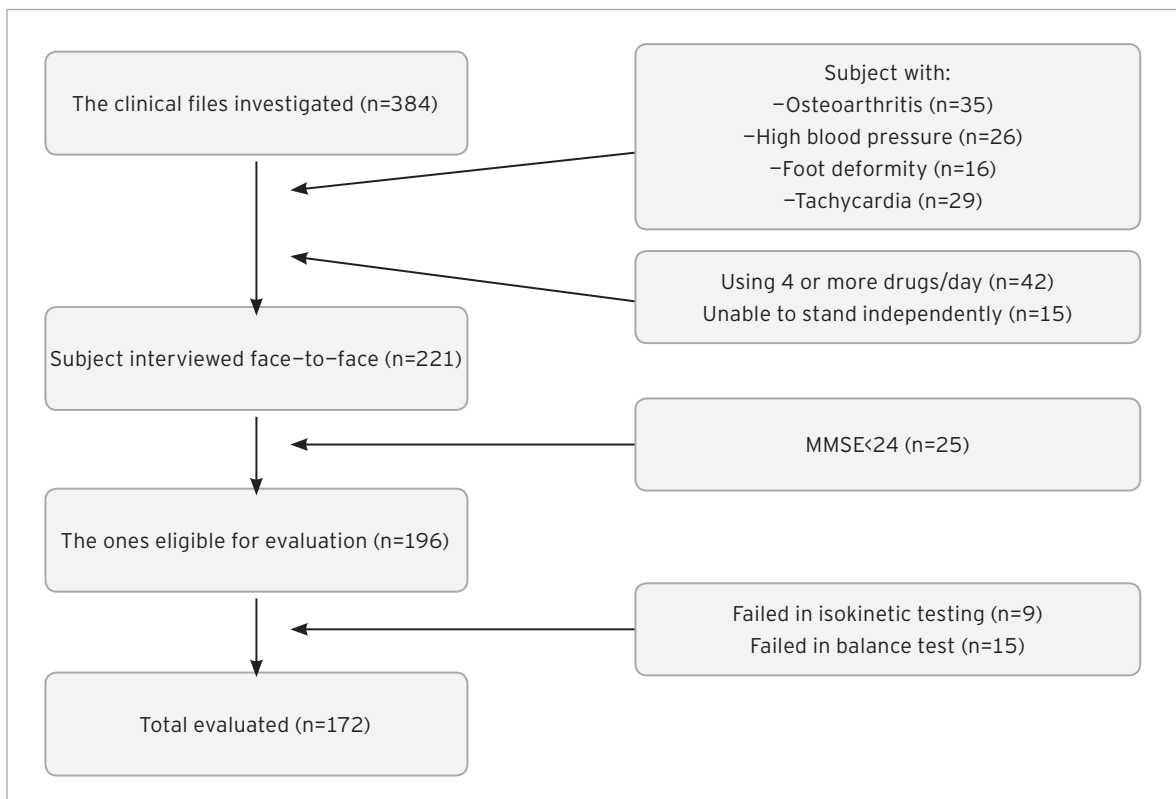 The clinical files investigated (n=384)
Subject with:
−Osteoarthritis (n=35)
−High blood pressure (n=26)
−Foot deformity (n=16)
−Tachycardia (n=29)
Using 4 or more drugs/day (n=42)
Unable to stand independently (n=15)
Subject interviewed face−to−face (n=221)
MMSE<24 (n=25)
The ones eligible for evaluation (n=196)
Failed in isokinetic testing (n=9)
Failed in balance test (n=15)
Total evaluated (n=172)